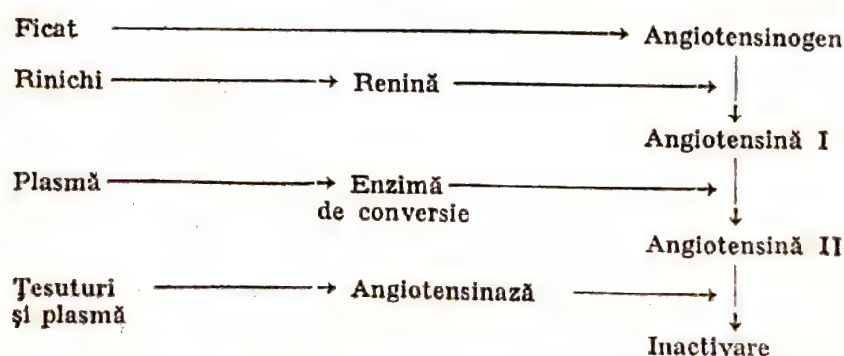 Ficat Angiotensinogen
Rinichi Renină
Angiotensină I
Plasmă Enzimă
de conversie
Angiotensină II
Țesuturi Angiotensinază
și plasmă
Inactivare